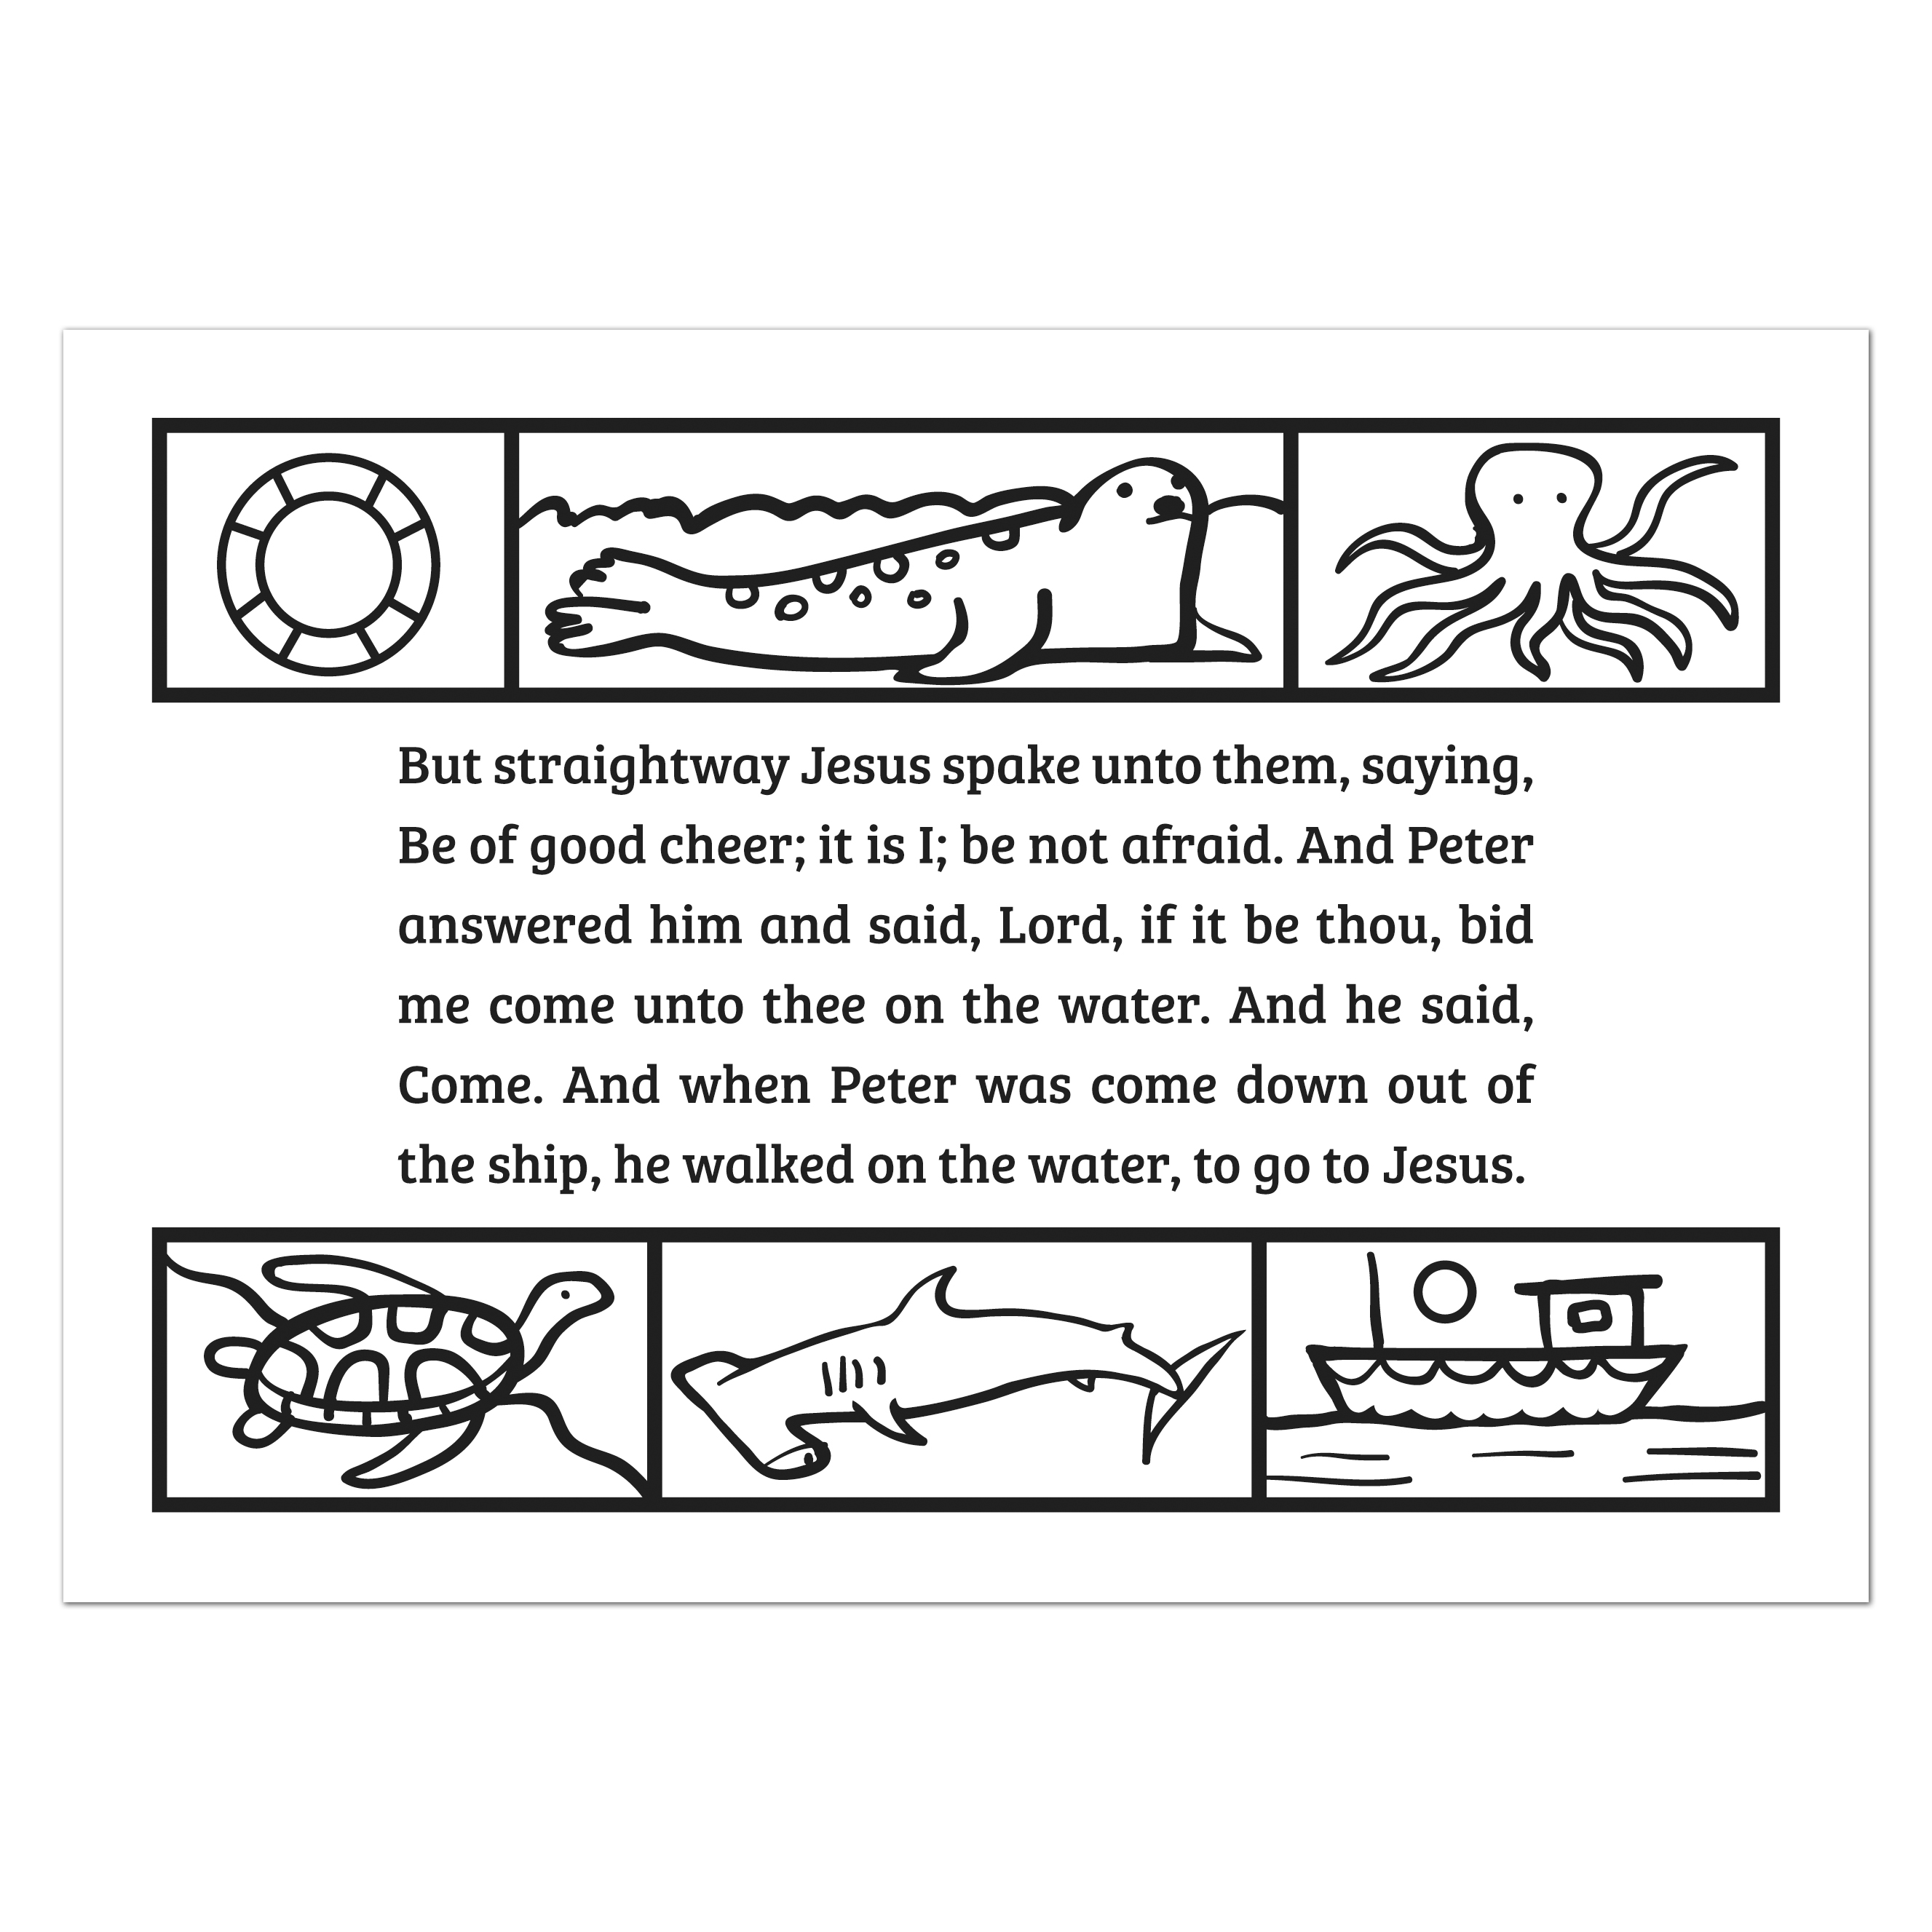 But straightway Jesus spake unto them, saying,
Be of good cheer; it is I; be not afraid. And Peter
answered him and said, Lord, if it be thou, bid
me come unto thee on the water. And he said,
Come. And when Peter was come down out of
the ship, he walked on the water, to go to Jesus.